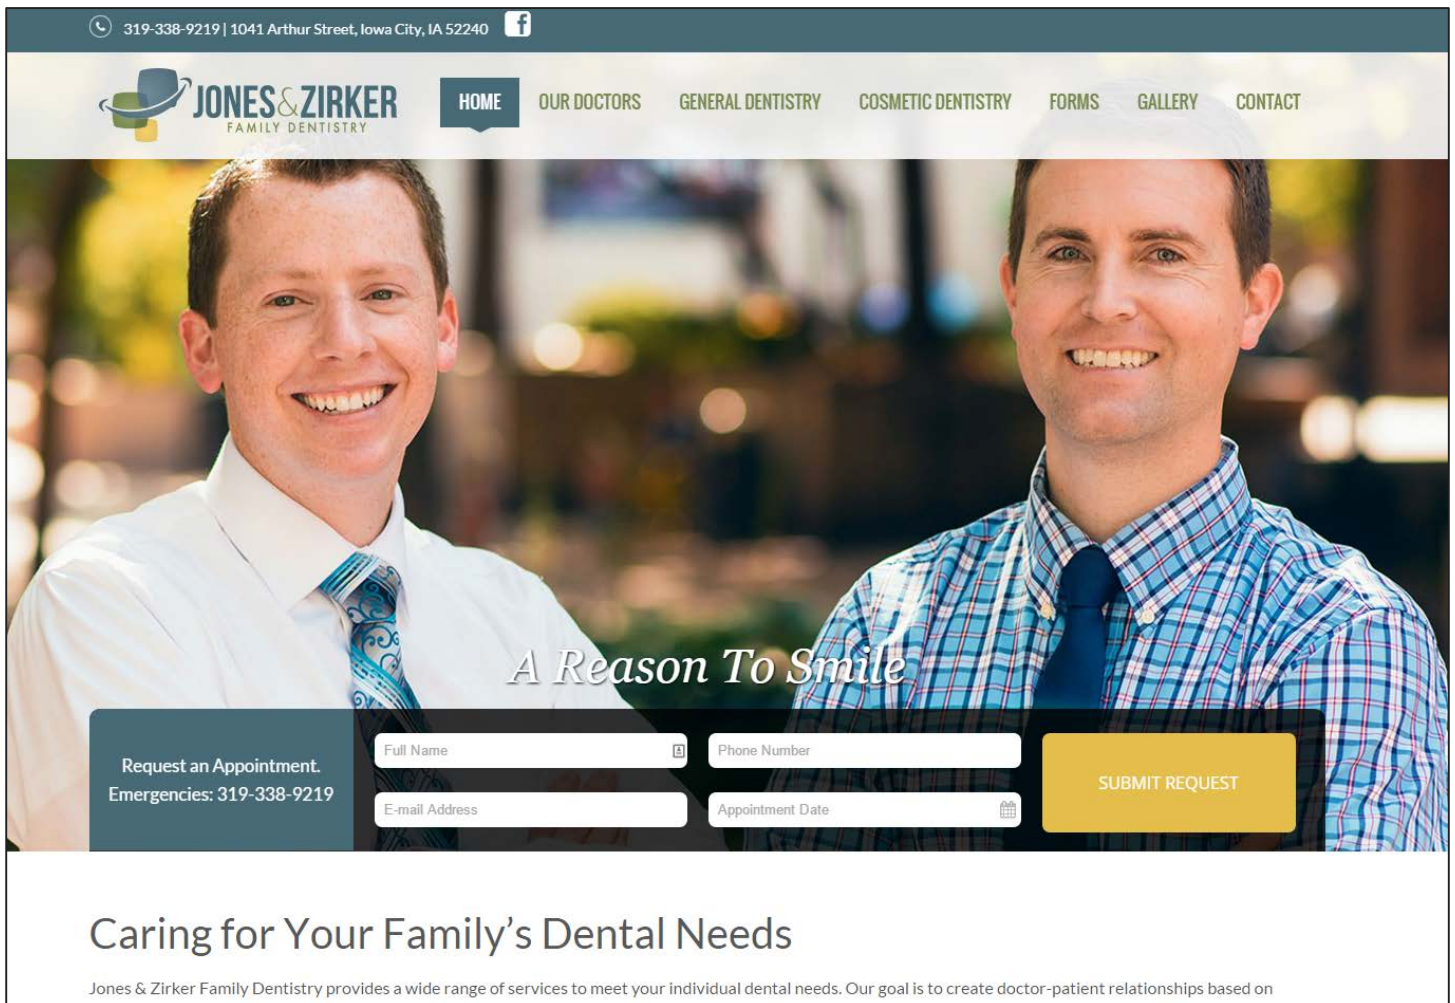 319-338-9219 | 1041 Arthur Street, Iowa City, IA 52240
JONES & ZIRKER
FAMILY DENTISTRY
HOME
OUR DOCTORS
GENERAL DENTISTRY
COSMETIC DENTISTRY
FORMS
GALLERY
CONTACT
A Reason To Smile
Request an Appointment.
Emergencies: 319-338-9219
Full Name
Phone Number
E-mail Address
Appointment Date
SUBMIT REQUEST
Caring for Your Family’s Dental Needs
Jones & Zirker Family Dentistry provides a wide range of services to meet your individual dental needs. Our goal is to create doctor-patient relationships based on